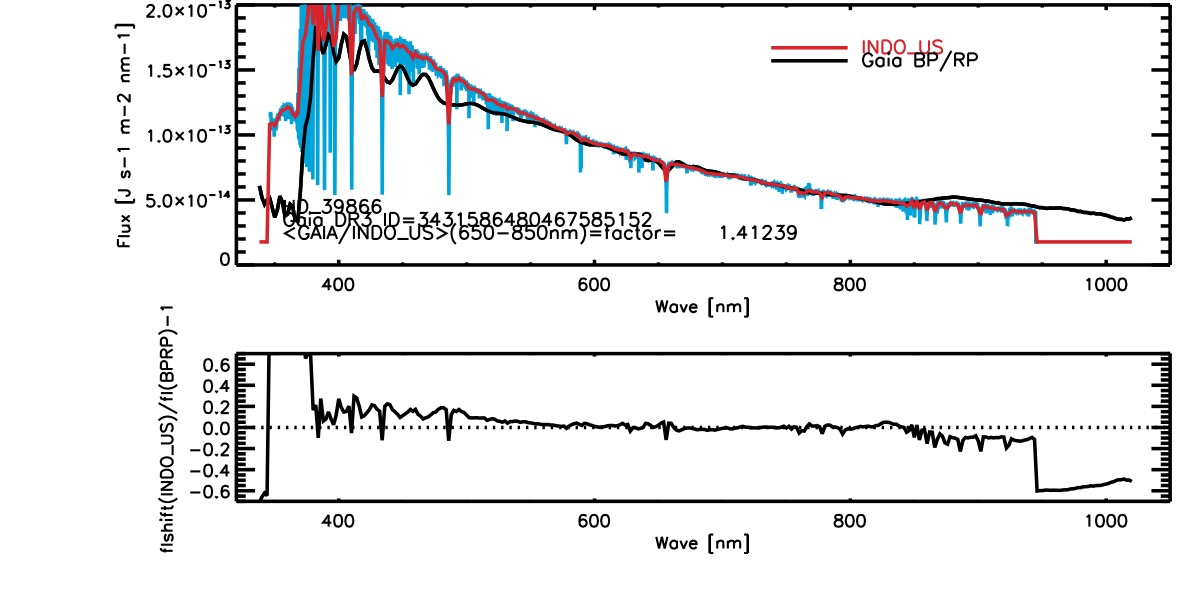 2.0×10−13
1.5×10−13
1.0×10−13
5.0×10−14
0
Flux [J s−1 m−2 nm−1]
INDO_US
Gaia BP/RP
IND_39866
Gaia DR3 ID=3431586480467585152
<GAIA/INDO_US>(650−850nm)=factor= 1.41239
400 600 800 1000
Wave [nm]
0.6
0.4
0.2
0.0
−0.2
−0.4
−0.6
flshift(INDO_US)/fl(BPRP)−1
400 600 800 1000
Wave [nm]